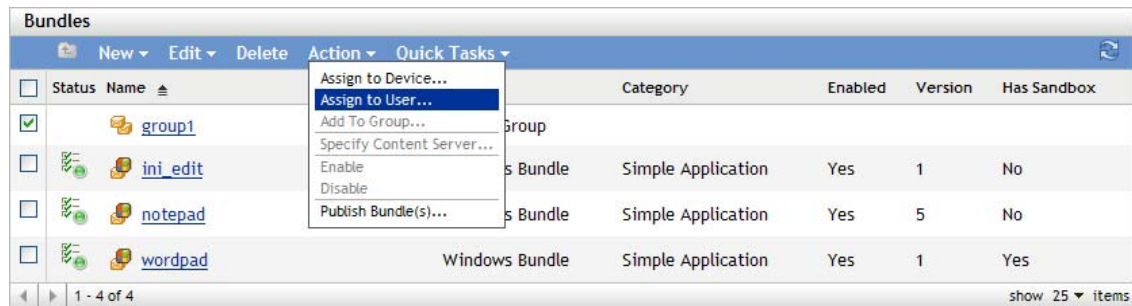 Bundles
New Edit Delete Action Quick Tasks
Status Name Category Enabled Version Has Sandbox
Assign to Device...
Assign to User...
Add To Group...
Specify Content Server...
Enable
Disable
Publish Bundle(s)...
group1 Group
ini_edit s Bundle Simple Application Yes 1 No
notepad s Bundle Simple Application Yes 5 No
wordpad Windows Bundle Simple Application Yes 1 Yes
1 - 4 of 4 show 25 items